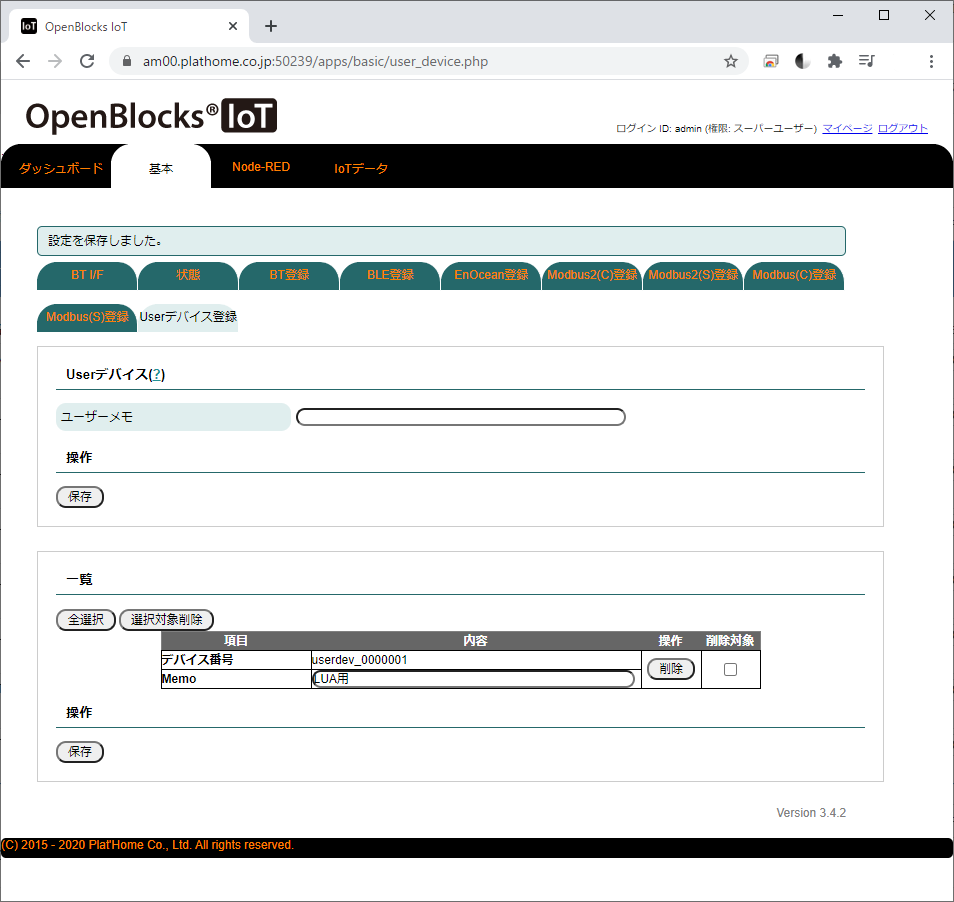 IoT OpenBlocks IoT
am00.plathome.co.jp:50239/apps/basic/user_device.php
OpenBlocks® IoT
ログイン ID: admin (権限: スーパーユーザー) マイページ ログアウト
ダッシュボード 基本 Node-RED IoTデータ
設定を保存しました。
BT I/F 状態 BT登録 BLE登録 EnOcean登録 Modbus2(C)登録 Modbus2(S)登録 Modbus(C)登録
Modbus(S)登録 Userデバイス登録
Userデバイス(?)
ユーザーメモ
操作
保存
一覧
全選択 選択対象削除
項目 内容 操作 削除対象
デバイス番号 userdev_0000001 削除
Memo LUA用
操作
保存
Version 3.4.2
(C) 2015 - 2020 Plat'Home Co., Ltd. All rights reserved.